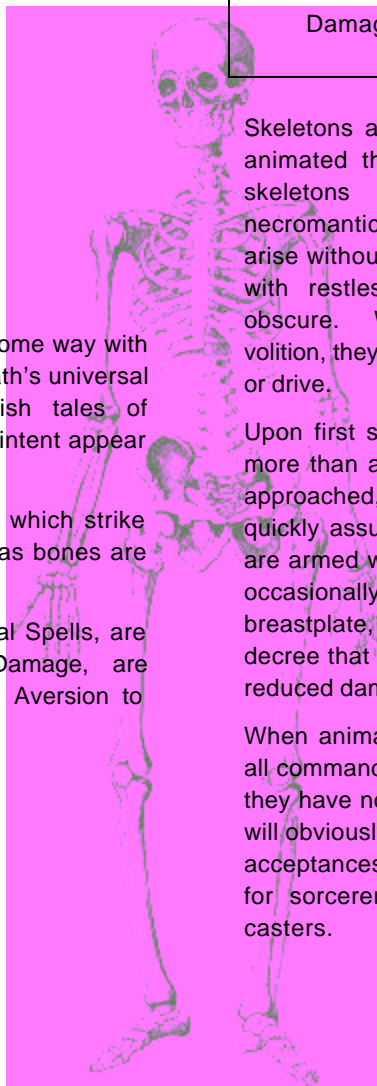 ome way with
ath's universal
ish tales of
intent appear
which strike
as bones are
al Spells, are
Damage, are
Aversion to
Damag
Skeletons a
animated th
skeletons
necromantic
arise withou
with restles
obscure. W
volition, they
or drive.
Upon first s
more than a
approached,
quickly assu
are armed w
occasionally
breastplate,
decree that
reduced dam
When anima
all command
they have no
will obviousl
acceptances
for sorcerer
casters.